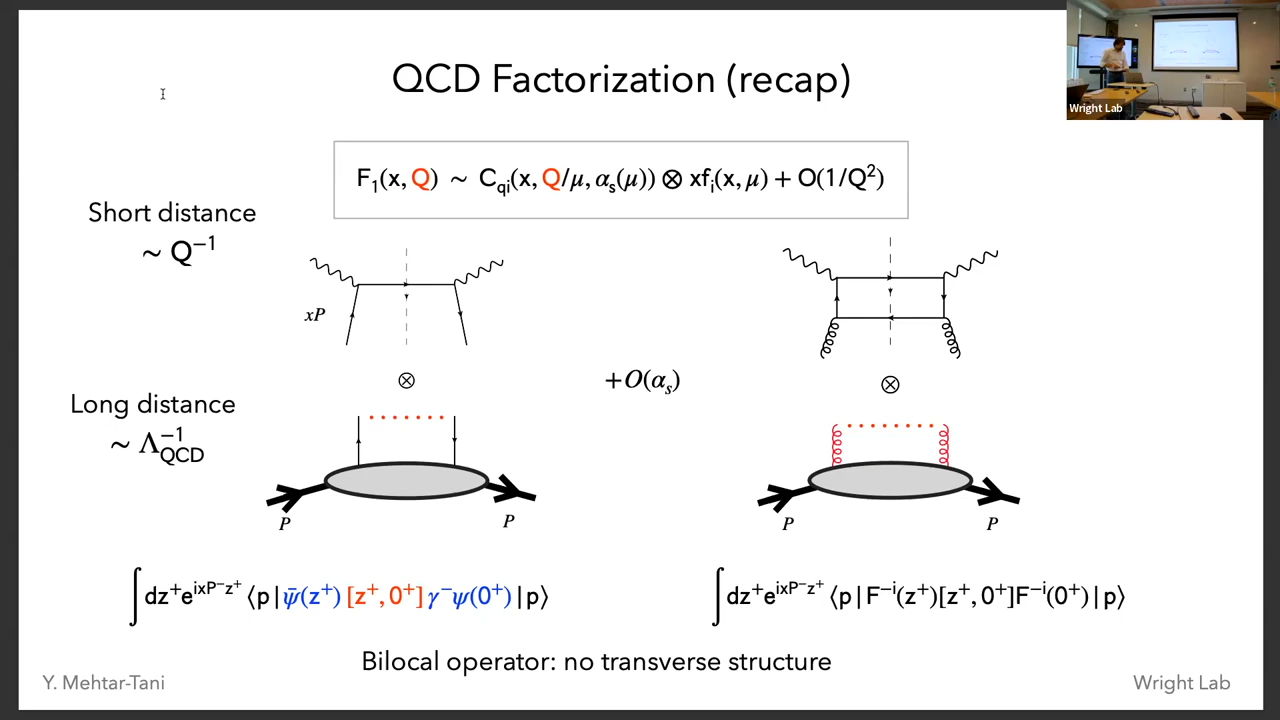 QCD Factorization (recap)
Wright Lab
F₁(x, Q) ∼ C_qi(x, Q/μ, α_s(μ)) ⊗ xf_i(x, μ) + O(1/Q²)
Short distance
∼ Q⁻¹
xP
⊗
+O(α_s)
⊗
Long distance
∼ Λ⁻¹_QCD
P
P
P
P
∫dz⁺e^{ixP⁻z⁺} ⟨p|ψ̄(z⁺) [z⁺, 0⁺] γ⁻ψ(0⁺)|p⟩
∫dz⁺e^{ixP⁻z⁺} ⟨p|F⁻ⁱ(z⁺)[z⁺, 0⁺]F⁻ⁱ(0⁺)|p⟩
Bilocal operator: no transverse structure
Y. Mehtar-Tani
Wright Lab